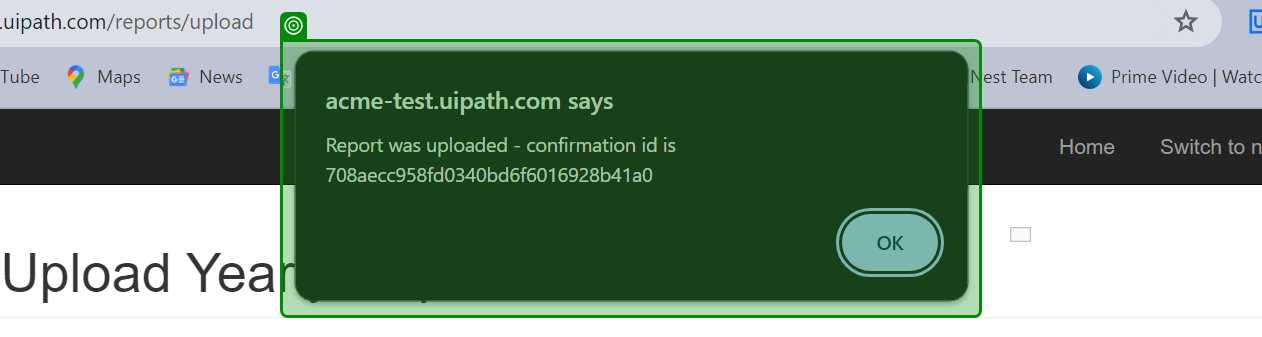 .uipath.com/reports/upload
Tube Maps News Nest Team Prime Video | Watc
acme-test.uipath.com says
Report was uploaded - confirmation id is
708aecc958fd0340bd6f6016928b41a0
OK
Home Switch to n
Upload Year